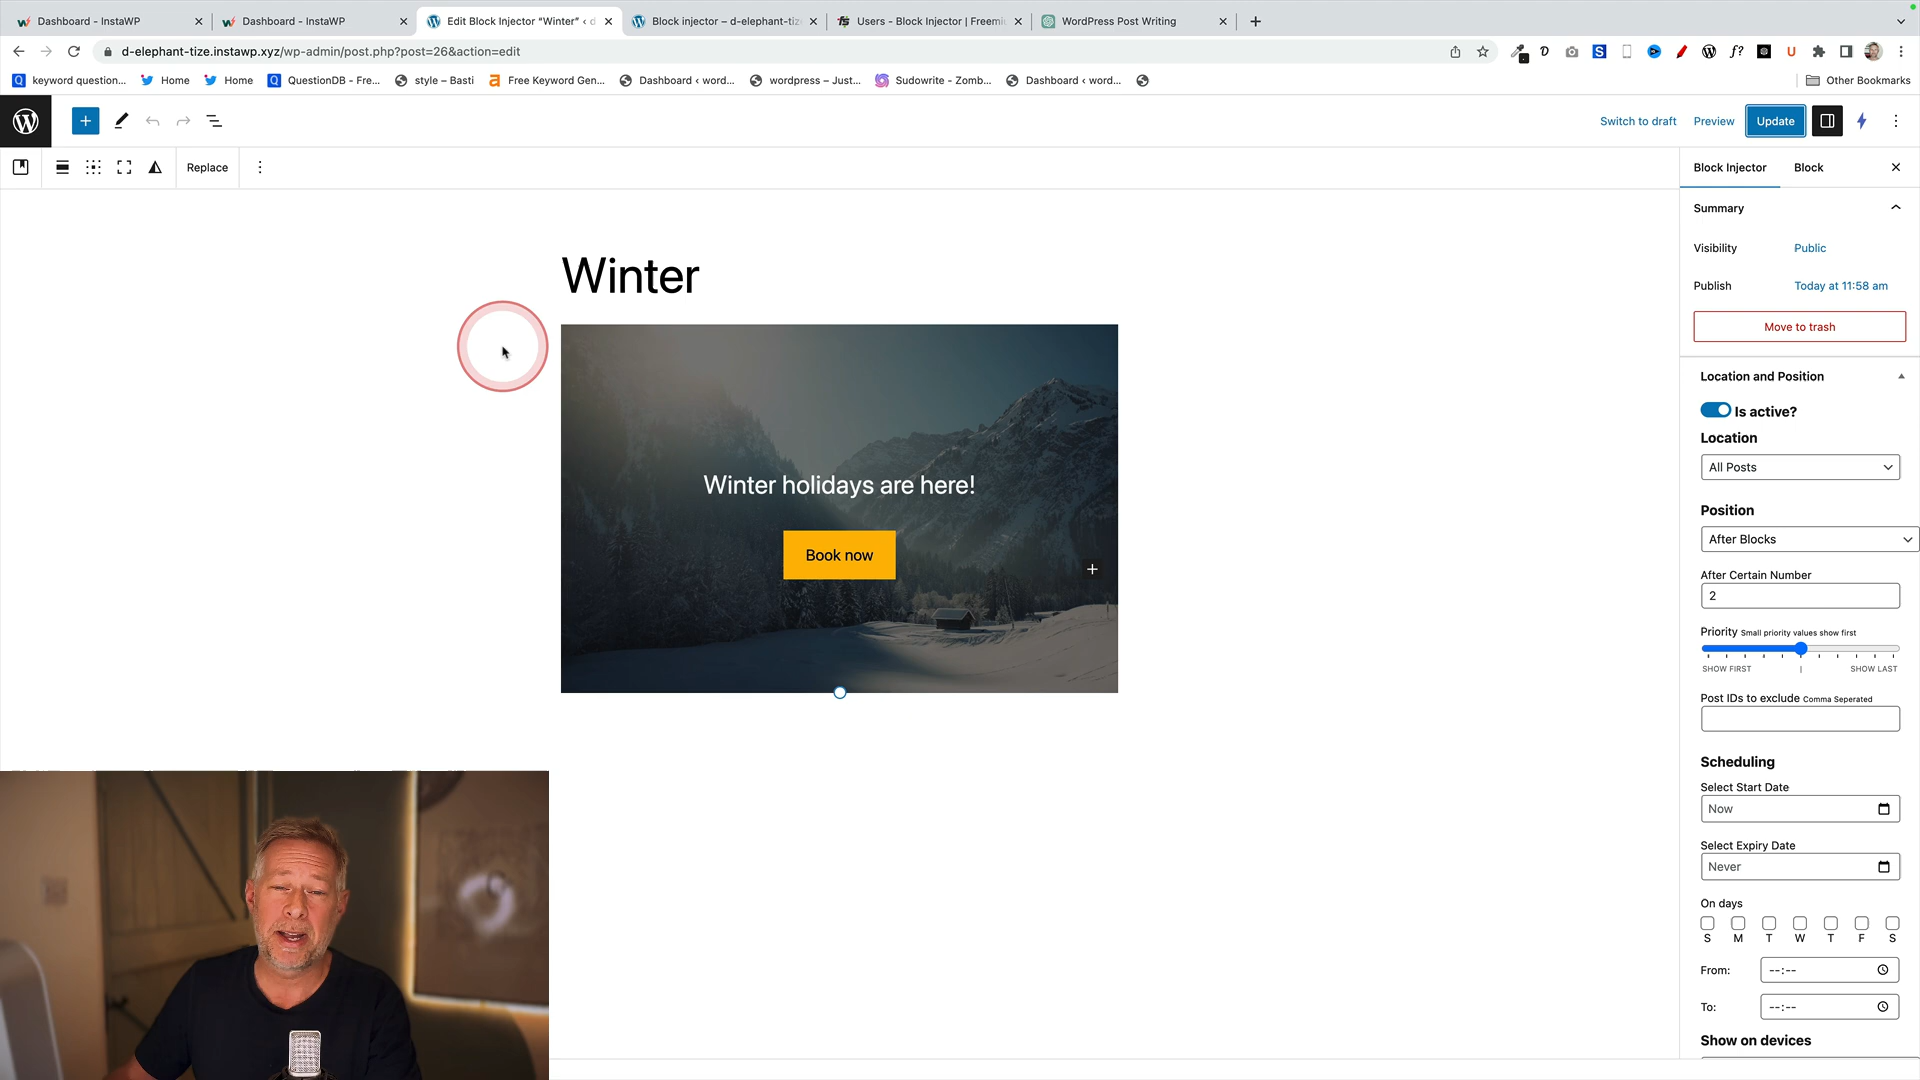 Dashboard - InstaWP
Dashboard - InstaWP
Edit Block Injector “Winter” ‹ d
Block injector – d-elephant-tiz
Users - Block Injector | Freemi
WordPress Post Writing
d-elephant-tize.instawp.xyz/wp-admin/post.php?post=26&action=edit
keyword question...
Home
Home
QuestionDB - Fre...
style – Basti
Free Keyword Gen...
Dashboard ‹ word...
wordpress – Just...
Sudowrite - Zomb...
Dashboard ‹ word...
Other Bookmarks
Switch to draft
Preview
Update
Replace
Block Injector
Block
Summary
Visibility
Public
Publish
Today at 11:58 am
Move to trash
Winter
Winter holidays are here!
Book now
Location and Position
Is active?
Location
All Posts
Position
After Blocks
After Certain Number
2
Priority Small priority values show first
SHOW FIRST
SHOW LAST
Post IDs to exclude Comma Seperated
Scheduling
Select Start Date
Now
Select Expiry Date
Never
On days
S M T W T F S
From: --:--
To: --:--
Show on devices